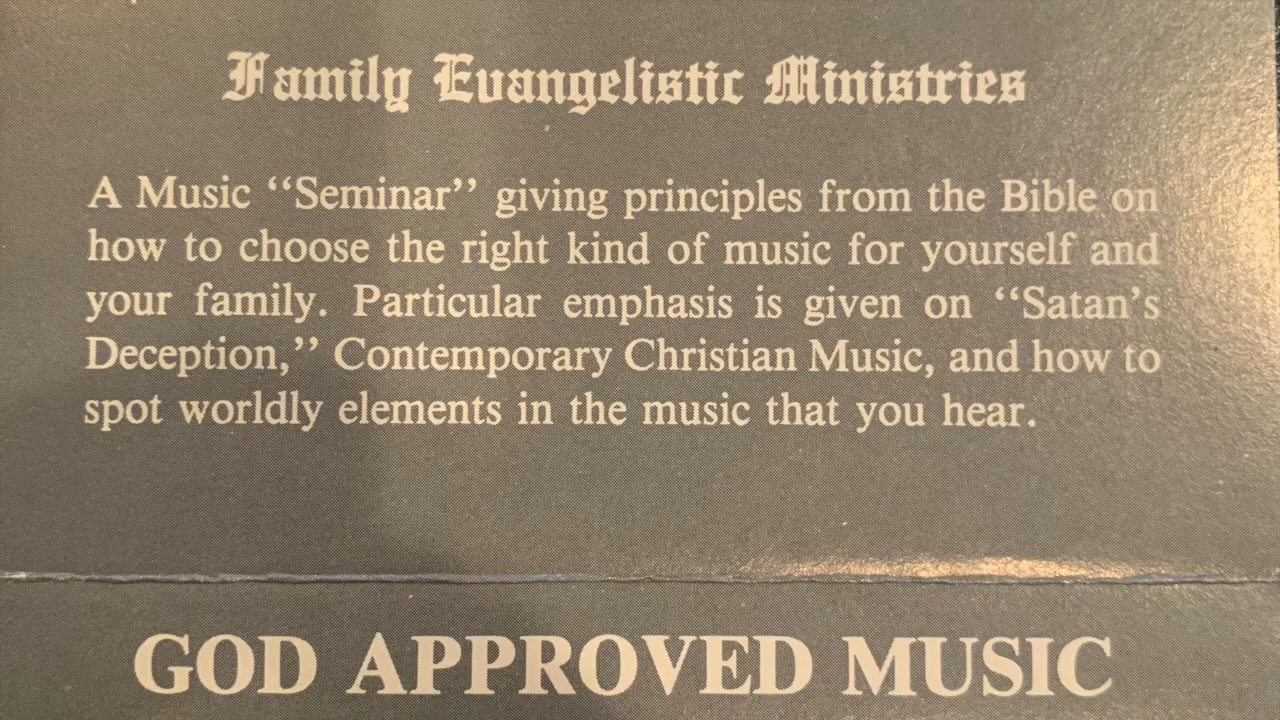 Family Evangelistic Ministries
A Music ‘‘Seminar’’ giving principles from the Bible on
how to choose the right kind of music for yourself and
your family. Particular emphasis is given on ‘‘Satan’s
Deception,’’ Contemporary Christian Music, and how to
spot worldly elements in the music that you hear.
GOD APPROVED MUSIC